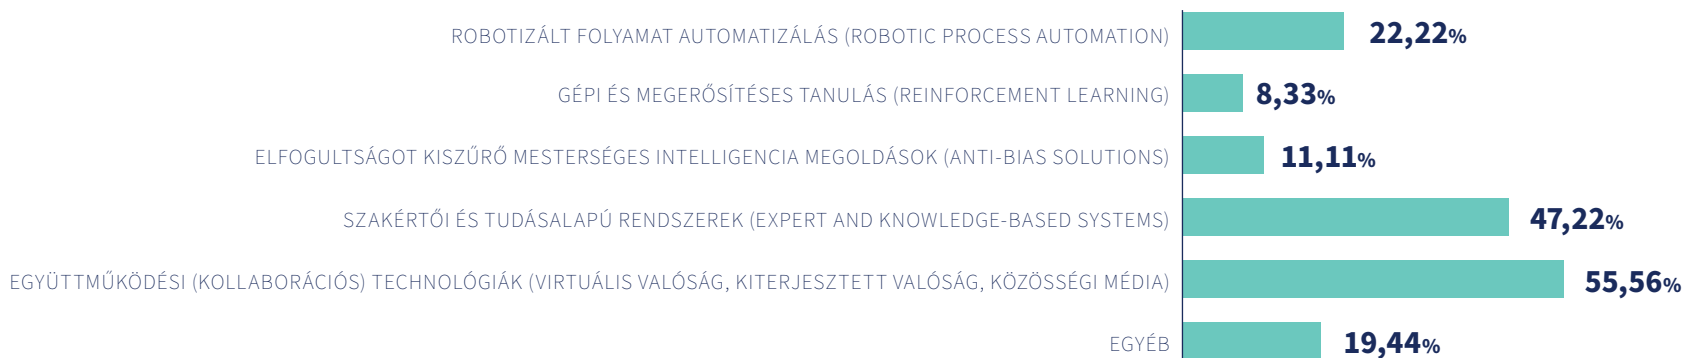 ROBOTIZÁLT FOLYAMAT AUTOMATIZÁLÁS (ROBOTIC PROCESS AUTOMATION) 22,22%
GÉPI ÉS MEGERŐSÍTÉSES TANULÁS (REINFORCEMENT LEARNING) 8,33%
ELFOGULTSÁGOT KISZŰRŐ MESTERSÉGES INTELLIGENCIA MEGOLDÁSOK (ANTI-BIAS SOLUTIONS) 11,11%
SZAKÉRTŐI ÉS TUDÁSALAPÚ RENDSZEREK (EXPERT AND KNOWLEDGE-BASED SYSTEMS) 47,22%
EGYÜTTMŰKÖDÉSI (KOLLABORÁCIÓS) TECHNOLÓGIÁK (VIRTUÁLIS VALÓSÁG, KITERJESZTETT VALÓSÁG, KÖZÖSSÉGI MÉDIA) 55,56%
EGYÉB 19,44%